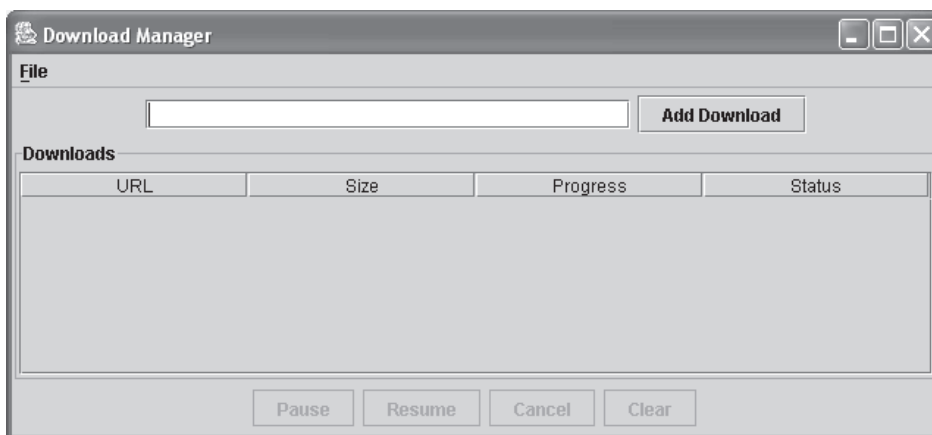 Download Manager
File
Add Download
Downloads
URL Size Progress Status
Pause Resume Cancel Clear